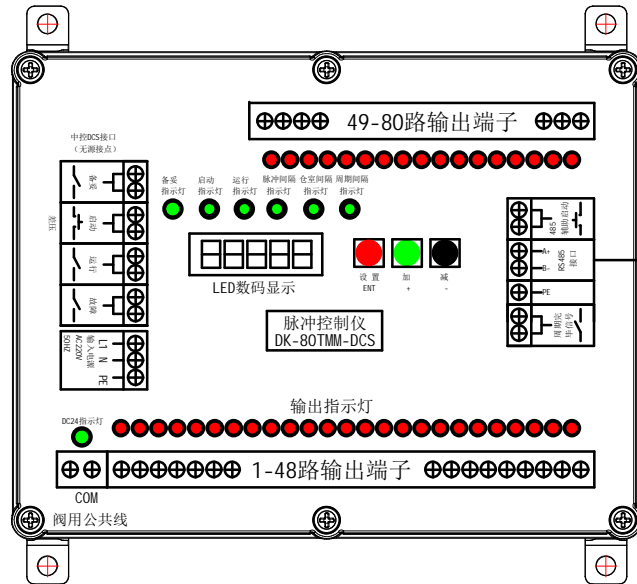 49-80路输出端子
中控DCS接口
（无源接点）
备妥
启动
运行
故障
差压
备妥
指示灯
启动
指示灯
运行
指示灯
脉冲间隔
指示灯
仓室间隔
指示灯
周期间隔
指示灯
LED数码显示
设置
ENT
加
+
减
-
485
辅助启动
A+
B-
RS485
接口
PE
周期完
串信号
脉冲控制仪
DK-80TMM-DCS
L1
N
PE
输入电源
AC220V
50HZ
输出指示灯
DC24指示灯
1-48路输出端子
COM
阀用公共线